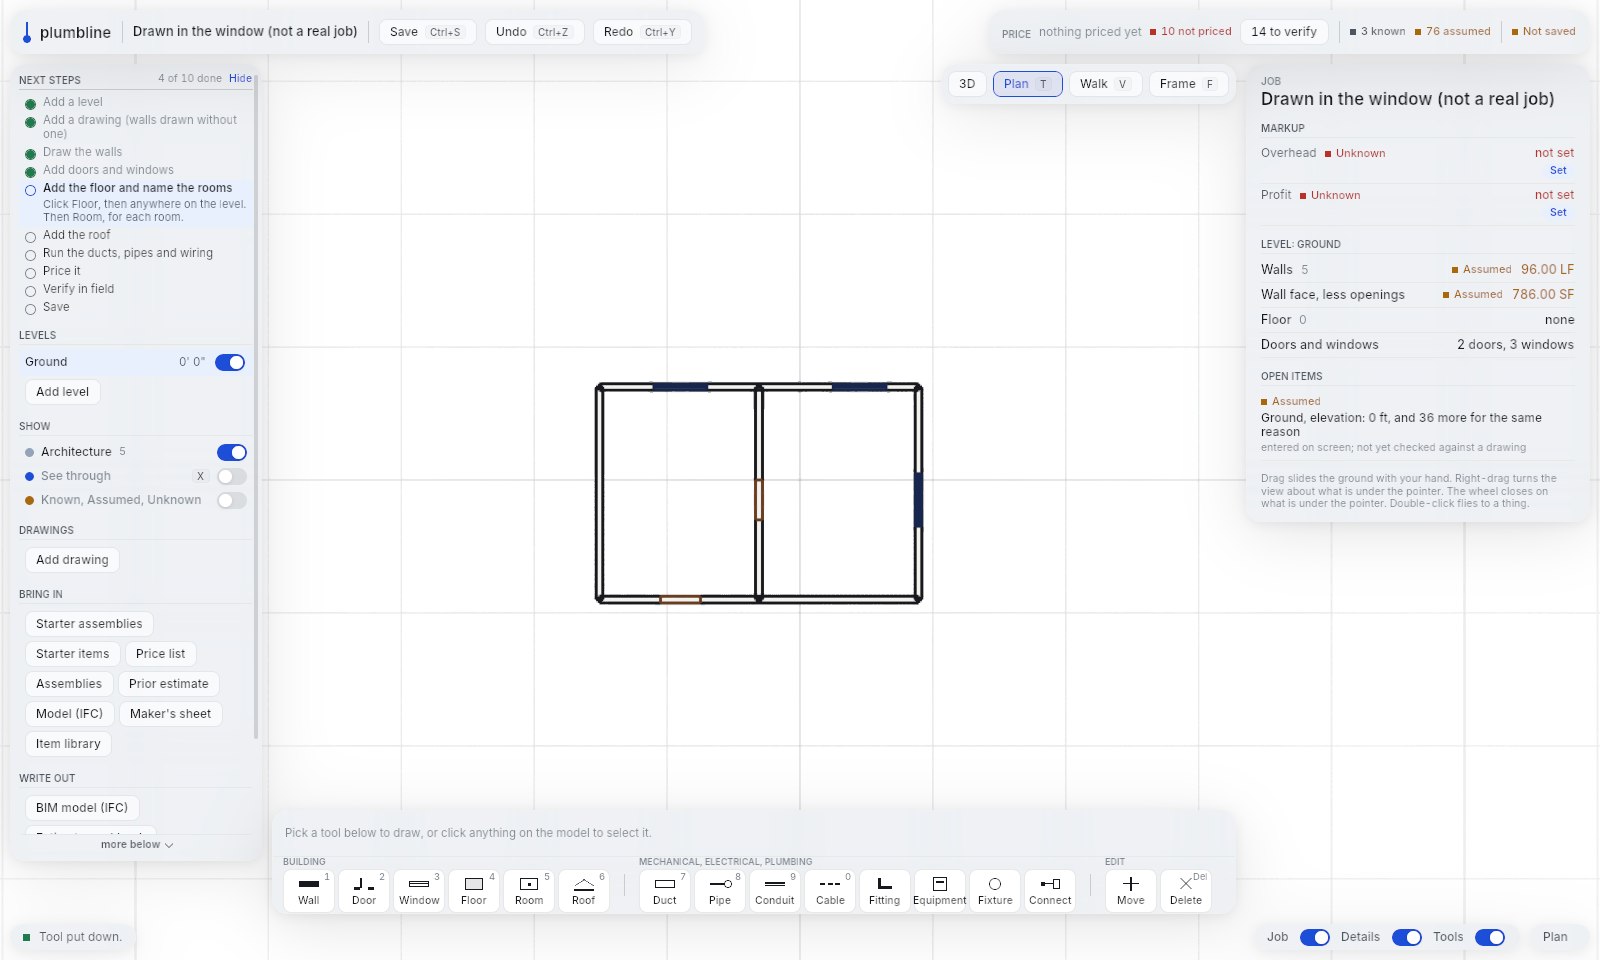 plumbline
Drawn in the window (not a real job)
Save Ctrl+S
Undo Ctrl+Z
Redo Ctrl+Y
PRICE nothing priced yet 10 not priced 14 to verify 3 known 76 assumed Not saved
3D
Plan T
Walk V
Frame F
NEXT STEPS 4 of 10 done Hide
Add a level
Add a drawing (walls drawn without
one)
Draw the walls
Add doors and windows
Add the floor and name the rooms
Click Floor, then anywhere on the level.
Then Room, for each room.
Add the roof
Run the ducts, pipes and wiring
Price it
Verify in field
Save
LEVELS
Ground 0' 0"
Add level
SHOW
Architecture 5
See through X
Known, Assumed, Unknown
DRAWINGS
Add drawing
BRING IN
Starter assemblies
Starter items Price list
Assemblies Prior estimate
Model (IFC) Maker's sheet
Item library
WRITE OUT
BIM model (IFC)
more below
Tool put down.
JOB
Drawn in the window (not a real job)
MARKUP
Overhead Unknown not set
Set
Profit Unknown not set
Set
LEVEL: GROUND
Walls 5 Assumed 96.00 LF
Wall face, less openings Assumed 786.00 SF
Floor 0 none
Doors and windows 2 doors, 3 windows
OPEN ITEMS
Assumed
Ground, elevation: 0 ft, and 36 more for the same
reason
entered on screen; not yet checked against a drawing
Drag slides the ground with your hand. Right-drag turns the
view about what is under the pointer. The wheel closes on
what is under the pointer. Double-click flies to a thing.
Pick a tool below to draw, or click anything on the model to select it.
BUILDING
Wall 1
Door 2
Window 3
Floor 4
Room 5
Roof 6
MECHANICAL, ELECTRICAL, PLUMBING
Duct 7
Pipe 8
Conduit 9
Cable 0
Fitting
Equipment
Fixture
Connect
EDIT
Move
Delete Del
Job Details Tools Plan